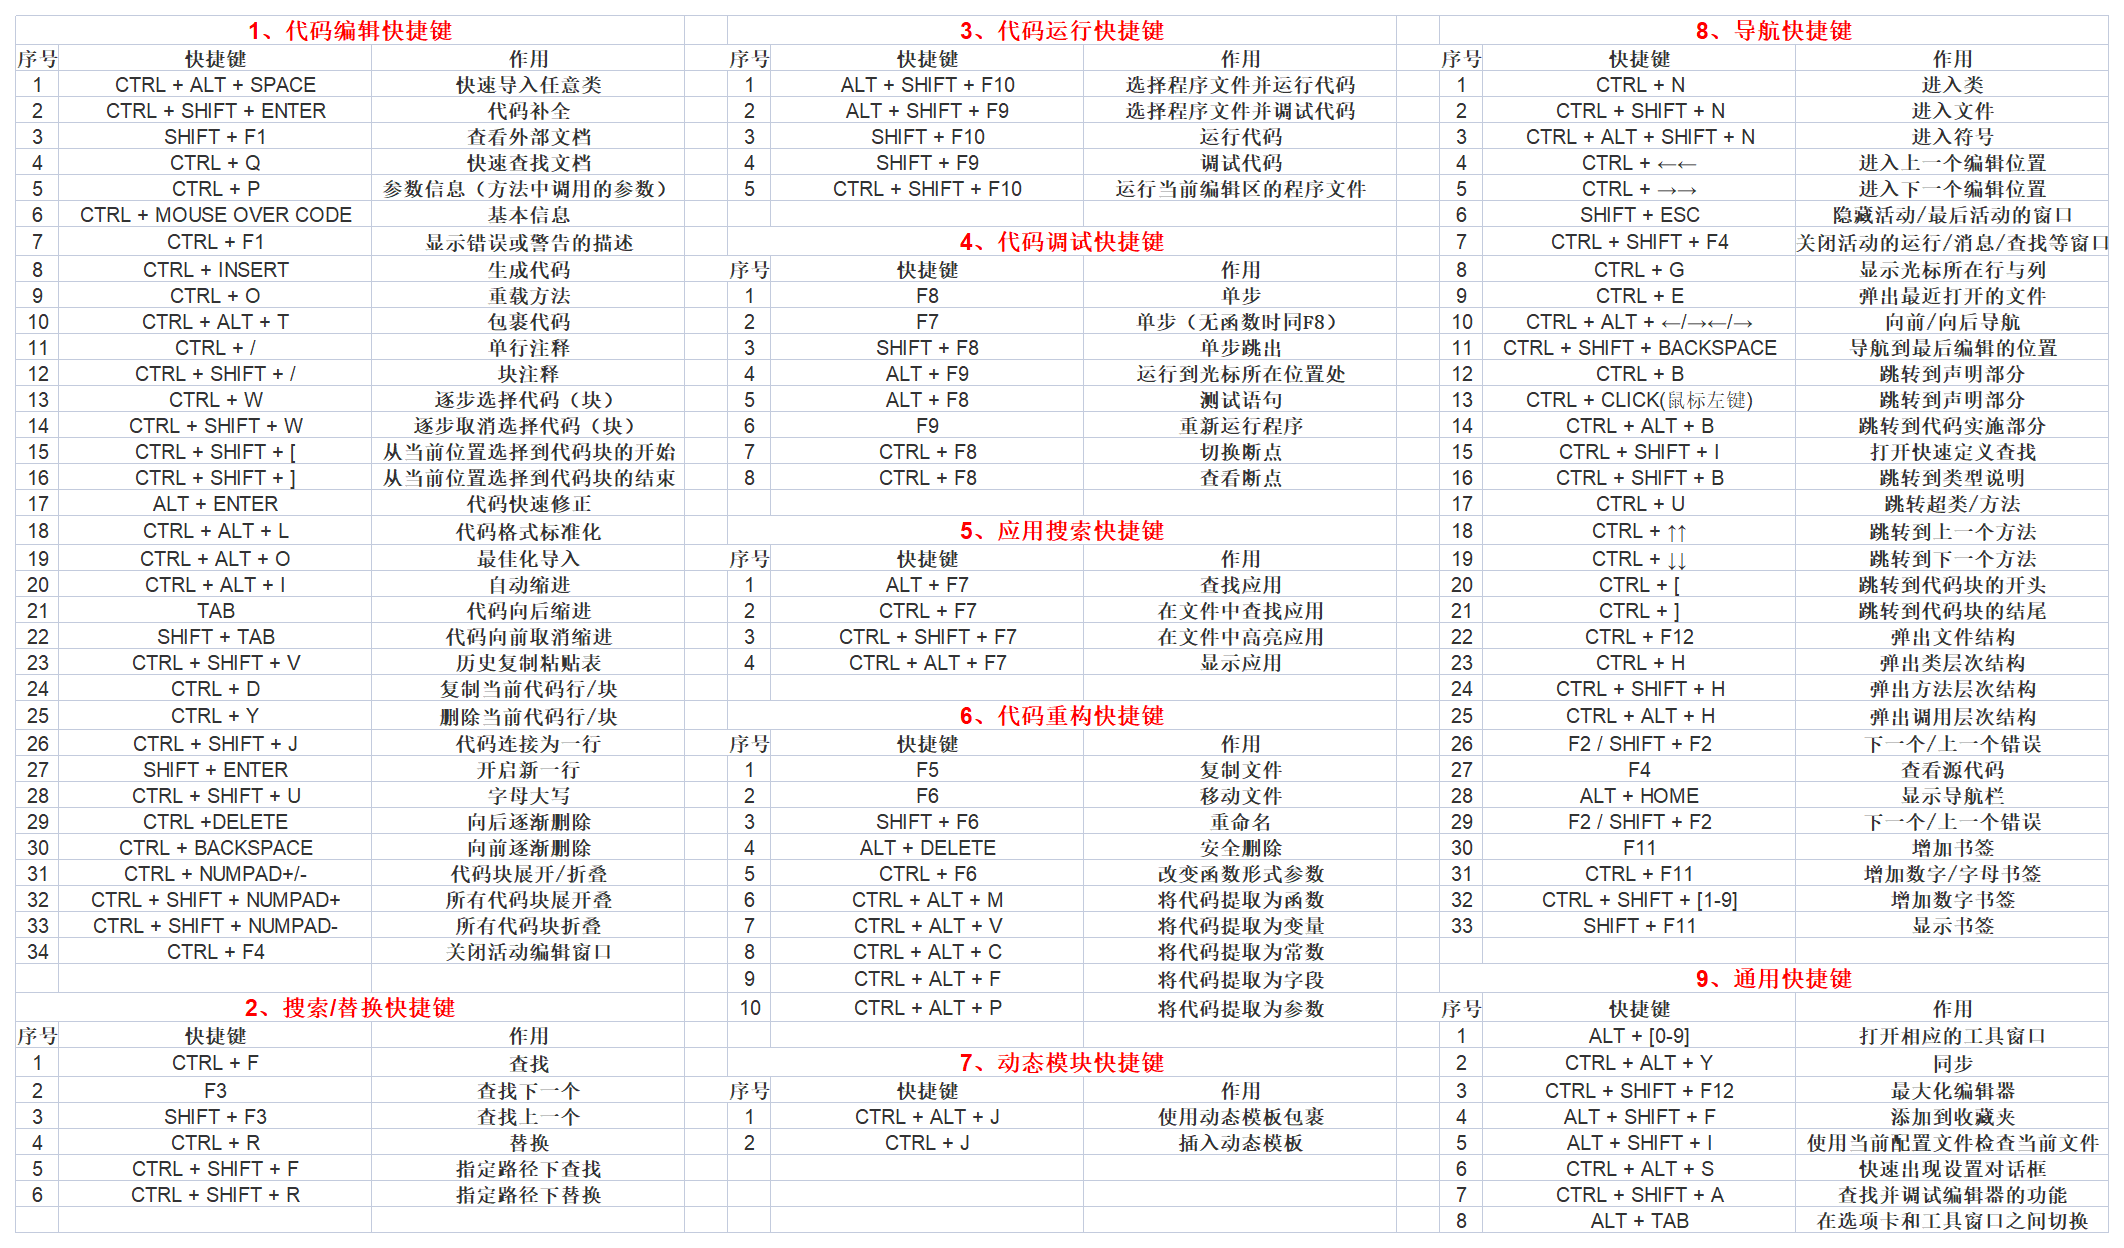 1、代码编辑快捷键
序号 快捷键 作用
1 CTRL + ALT + SPACE 快速导入任意类
2 CTRL + SHIFT + ENTER 代码补全
3 SHIFT + F1 查看外部文档
4 CTRL + Q 快速查找文档
5 CTRL + P 参数信息（方法中调用的参数）
6 CTRL + MOUSE OVER CODE 基本信息
7 CTRL + F1 显示错误或警告的描述
8 CTRL + INSERT 生成代码
9 CTRL + O 重载方法
10 CTRL + ALT + T 包裹代码
11 CTRL + / 单行注释
12 CTRL + SHIFT + / 块注释
13 CTRL + W 逐步选择代码（块）
14 CTRL + SHIFT + W 逐步取消选择代码（块）
15 CTRL + SHIFT + [ 从当前位置选择到代码块的开始
16 CTRL + SHIFT + ] 从当前位置选择到代码块的结束
17 ALT + ENTER 代码快速修正
18 CTRL + ALT + L 代码格式标准化
19 CTRL + ALT + O 最佳化导入
20 CTRL + ALT + I 自动缩进
21 TAB 代码向后缩进
22 SHIFT + TAB 代码向前取消缩进
23 CTRL + SHIFT + V 历史复制粘贴表
24 CTRL + D 复制当前代码行/块
25 CTRL + Y 删除当前代码行/块
26 CTRL + SHIFT + J 代码连接为一行
27 SHIFT + ENTER 开启新一行
28 CTRL + SHIFT + U 字母大写
29 CTRL +DELETE 向后逐渐删除
30 CTRL + BACKSPACE 向前逐渐删除
31 CTRL + NUMPAD+/- 代码块展开/折叠
32 CTRL + SHIFT + NUMPAD+ 所有代码块展开叠
33 CTRL + SHIFT + NUMPAD- 所有代码块折叠
34 CTRL + F4 关闭活动编辑窗口
2、搜索/替换快捷键
序号 快捷键 作用
1 CTRL + F 查找
2 F3 查找下一个
3 SHIFT + F3 查找上一个
4 CTRL + R 替换
5 CTRL + SHIFT + F 指定路径下查找
6 CTRL + SHIFT + R 指定路径下替换
3、代码运行快捷键
序号 快捷键 作用
1 ALT + SHIFT + F10 选择程序文件并运行代码
2 ALT + SHIFT + F9 选择程序文件并调试代码
3 SHIFT + F10 运行代码
4 SHIFT + F9 调试代码
5 CTRL + SHIFT + F10 运行当前编辑区的程序文件
4、代码调试快捷键
序号 快捷键 作用
1 F8 单步
2 F7 单步（无函数时同F8）
3 SHIFT + F8 单步跳出
4 ALT + F9 运行到光标所在位置处
5 ALT + F8 测试语句
6 F9 重新运行程序
7 CTRL + F8 切换断点
8 CTRL + F8 查看断点
5、应用搜索快捷键
序号 快捷键 作用
1 ALT + F7 查找应用
2 CTRL + F7 在文件中查找应用
3 CTRL + SHIFT + F7 在文件中高亮应用
4 CTRL + ALT + F7 显示应用
6、代码重构快捷键
序号 快捷键 作用
1 F5 复制文件
2 F6 移动文件
3 SHIFT + F6 重命名
4 ALT + DELETE 安全删除
5 CTRL + F6 改变函数形式参数
6 CTRL + ALT + M 将代码提取为函数
7 CTRL + ALT + V 将代码提取为变量
8 CTRL + ALT + C 将代码提取为常数
9 CTRL + ALT + F 将代码提取为字段
10 CTRL + ALT + P 将代码提取为参数
7、动态模块快捷键
序号 快捷键 作用
1 CTRL + ALT + J 使用动态模板包裹
2 CTRL + J 插入动态模板
8、导航快捷键
序号 快捷键 作用
1 CTRL + N 进入类
2 CTRL + SHIFT + N 进入文件
3 CTRL + ALT + SHIFT + N 进入符号
4 CTRL + ←← 进入上一个编辑位置
5 CTRL + →→ 进入下一个编辑位置
6 SHIFT + ESC 隐藏活动/最后活动的窗口
7 CTRL + SHIFT + F4 关闭活动的运行/消息/查找等窗口
8 CTRL + G 显示光标所在行与列
9 CTRL + E 弹出最近打开的文件
10 CTRL + ALT + ←/→←/→ 向前/向后导航
11 CTRL + SHIFT + BACKSPACE 导航到最后编辑的位置
12 CTRL + B 跳转到声明部分
13 CTRL + CLICK(鼠标左键) 跳转到声明部分
14 CTRL + ALT + B 跳转到代码实施部分
15 CTRL + SHIFT + I 打开快速定义查找
16 CTRL + SHIFT + B 跳转到类型说明
17 CTRL + U 跳转超类/方法
18 CTRL + ↑↑ 跳转到上一个方法
19 CTRL + ↓↓ 跳转到下一个方法
20 CTRL + [ 跳转到代码块的开头
21 CTRL + ] 跳转到代码块的结尾
22 CTRL + F12 弹出文件结构
23 CTRL + H 弹出类层次结构
24 CTRL + SHIFT + H 弹出方法层次结构
25 CTRL + ALT + H 弹出调用层次结构
26 F2 / SHIFT + F2 下一个/上一个错误
27 F4 查看源代码
28 ALT + HOME 显示导航栏
29 F2 / SHIFT + F2 下一个/上一个错误
30 F11 增加书签
31 CTRL + F11 增加数字/字母书签
32 CTRL + SHIFT + [1-9] 增加数字书签
33 SHIFT + F11 显示书签
9、通用快捷键
序号 快捷键 作用
1 ALT + [0-9] 打开相应的工具窗口
2 CTRL + ALT + Y 同步
3 CTRL + SHIFT + F12 最大化编辑器
4 ALT + SHIFT + F 添加到收藏夹
5 ALT + SHIFT + I 使用当前配置文件检查当前文件
6 CTRL + ALT + S 快速出现设置对话框
7 CTRL + SHIFT + A 查找并调试编辑器的功能
8 ALT + TAB 在选项卡和工具窗口之间切换